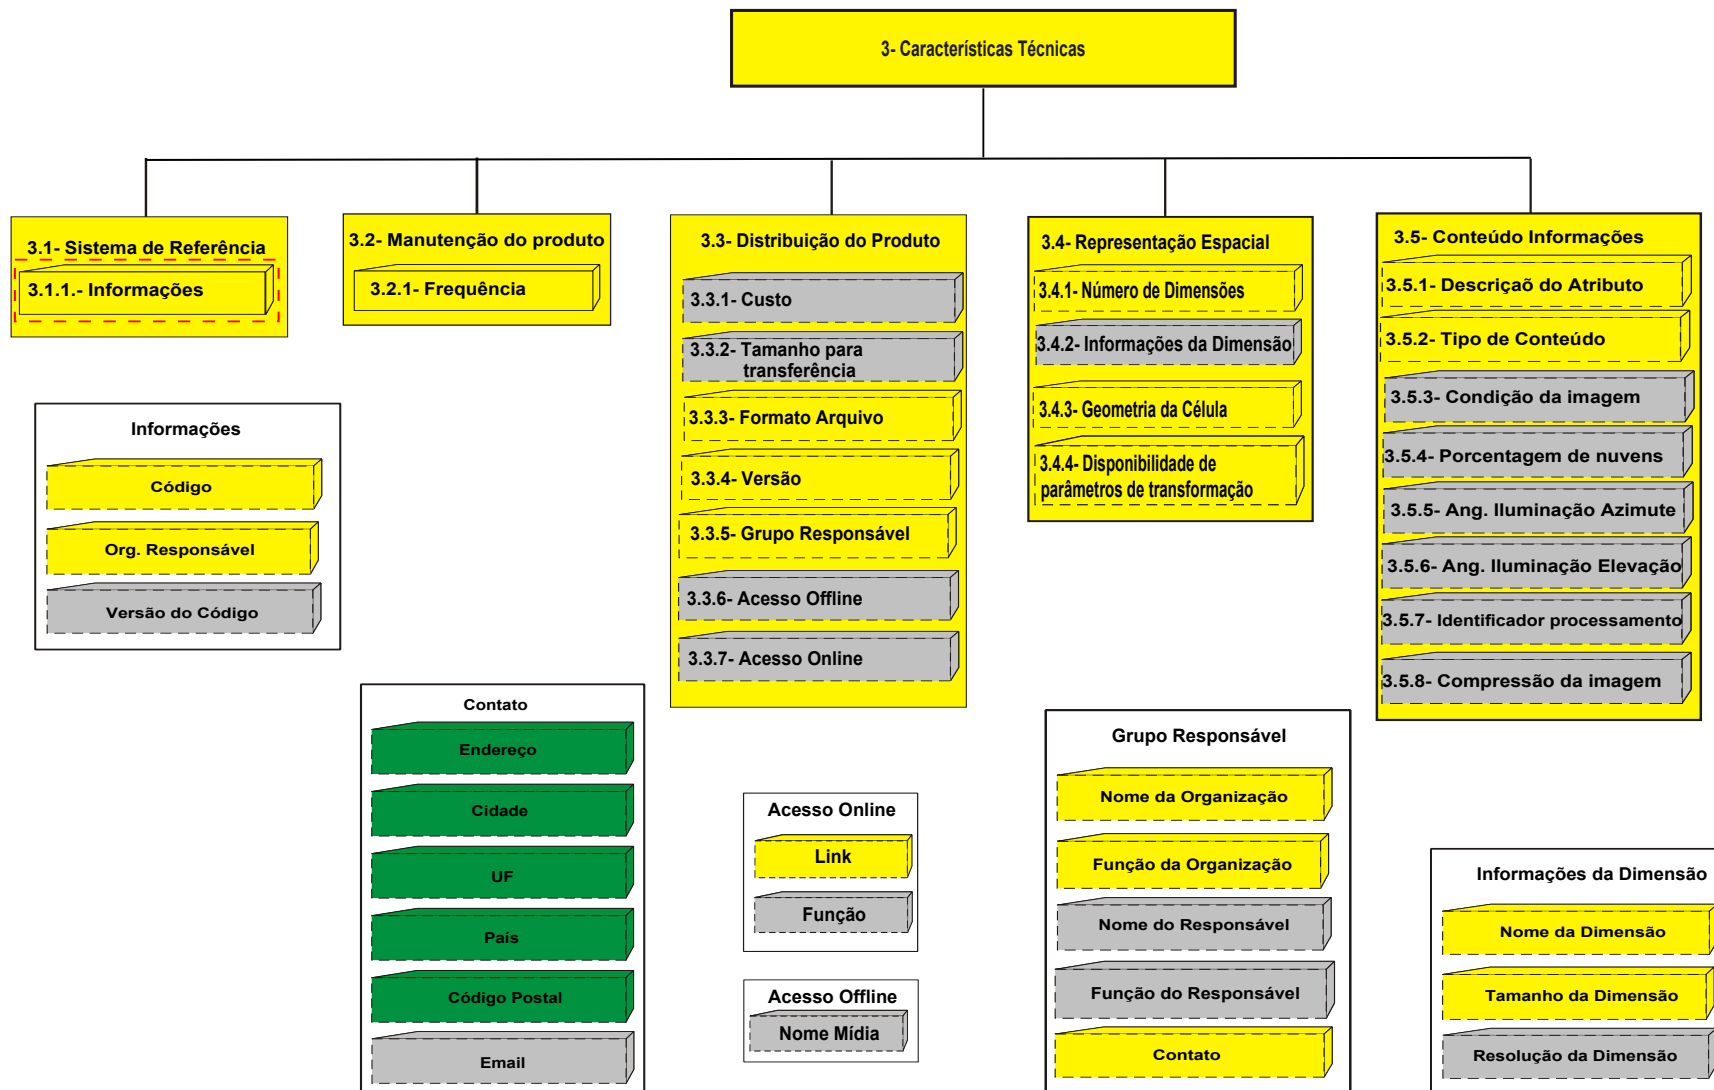 3- Características Técnicas
3.1- Sistema de Referência
3.1.1.- Informações
3.2- Manutenção do produto
3.2.1- Frequência
3.3- Distribuição do Produto
3.3.1- Custo
3.3.2- Tamanho para
transferência
3.3.3- Formato Arquivo
3.3.4- Versão
3.3.5- Grupo Responsável
3.3.6- Acesso Offline
3.3.7- Acesso Online
3.4- Representação Espacial
3.4.1- Número de Dimensões
3.4.2- Informações da Dimensão
3.4.3- Geometria da Célula
3.4.4- Disponibilidade de
parâmetros de transformação
3.5- Conteúdo Informações
3.5.1- Descriçaõ do Atributo
3.5.2- Tipo de Conteúdo
3.5.3- Condição da imagem
3.5.4- Porcentagem de nuvens
3.5.5- Ang. Iluminação Azimute
3.5.6- Ang. Iluminação Elevação
3.5.7- Identificador processamento
3.5.8- Compressão da imagem
Informações
Código
Org. Responsável
Versão do Código
Contato
Endereço
Cidade
UF
País
Código Postal
Email
Acesso Online
Link
Função
Acesso Offline
Nome Mídia
Grupo Responsável
Nome da Organização
Função da Organização
Nome do Responsável
Função do Responsável
Contato
Informações da Dimensão
Nome da Dimensão
Tamanho da Dimensão
Resolução da Dimensão